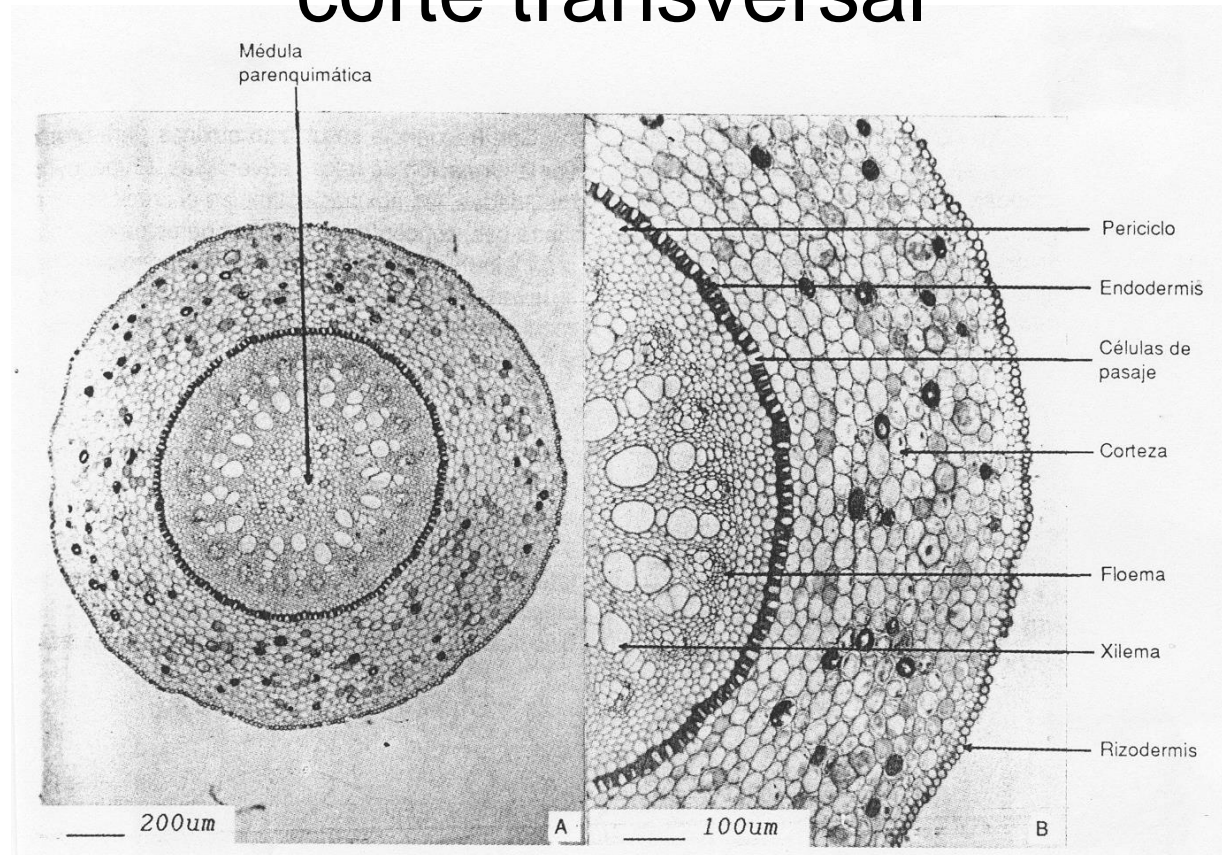 corte transversal
Médula
parenquimática
Periciclo
Endodermis
Células de
pasaje
Corteza
Floema
Xilema
Rizodermis
200um
A
100um
B